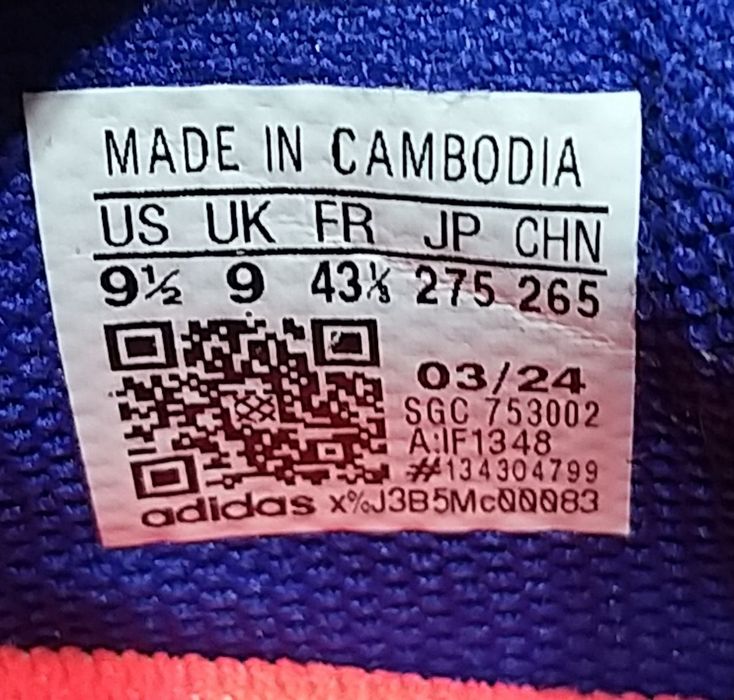 MADE IN CAMBODIA
US UK FR JP CHN
9½ 9 43⅓ 275 265
03/24
SGC 753002
A:IF1348
#134304799
adidas x%J3B5Mc00083